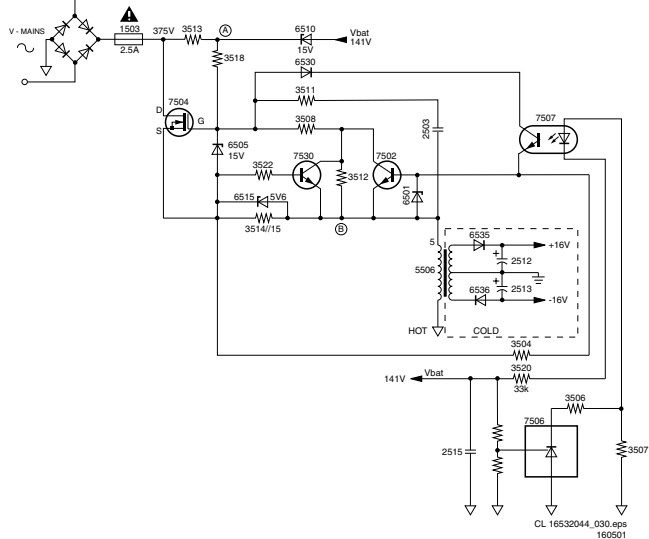 V - MAINS
1503
2.5A
375V
3513
A
6510
15V
Vbat
141V
3518
6530
3511
7504
D
G
S
3508
2503
7507
6505
15V
7530
7502
3522
3512
6501
6515
5V6
3514//15
B
5
5506
6535
+16V
2512
2513
6536
-16V
HOT
COLD
3504
141V
Vbat
3520
33k
3506
7506
2515
3507
CL 16532044_030.eps
160501